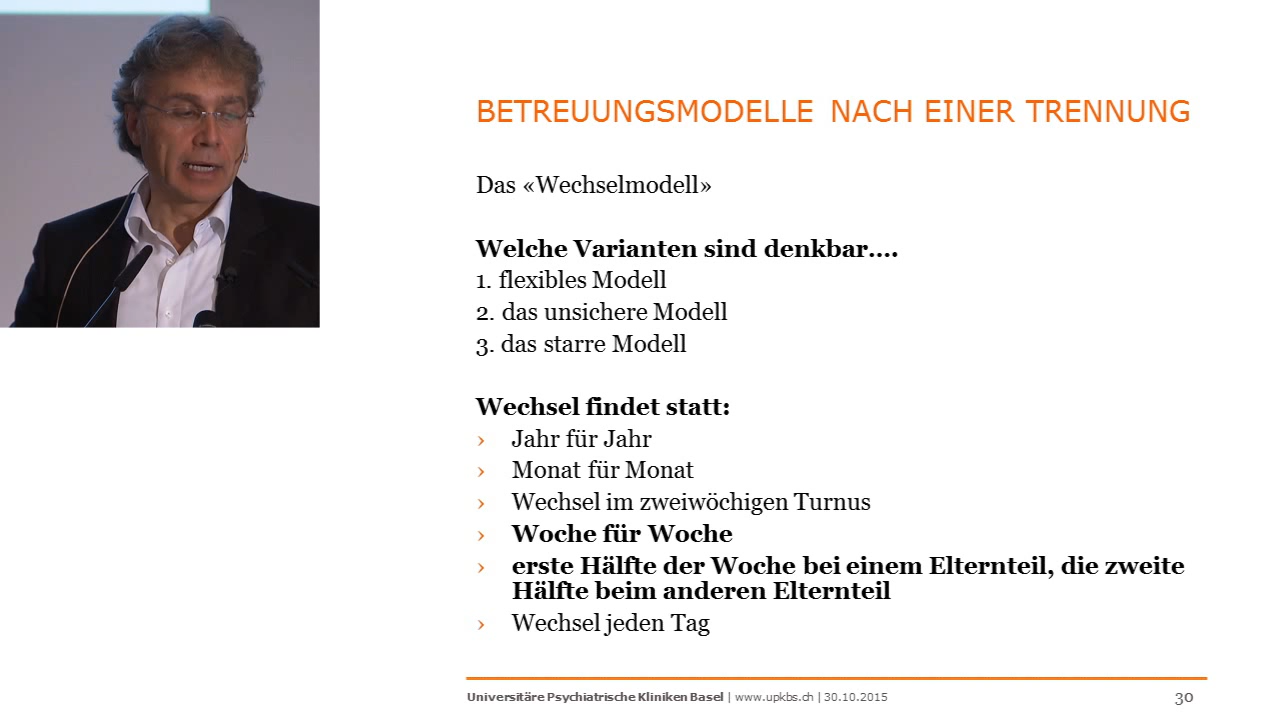 BETREUUNGSMODELLE NACH EINER TRENNUNG
Das «Wechselmodell»
Welche Varianten sind denkbar....
1. flexibles Modell
2. das unsichere Modell
3. das starre Modell
Wechsel findet statt:
› Jahr für Jahr
› Monat für Monat
› Wechsel im zweiwöchigen Turnus
› Woche für Woche
› erste Hälfte der Woche bei einem Elternteil, die zweite
Hälfte beim anderen Elternteil
› Wechsel jeden Tag
Universitäre Psychiatrische Kliniken Basel | www.upkbs.ch | 30.10.2015 30